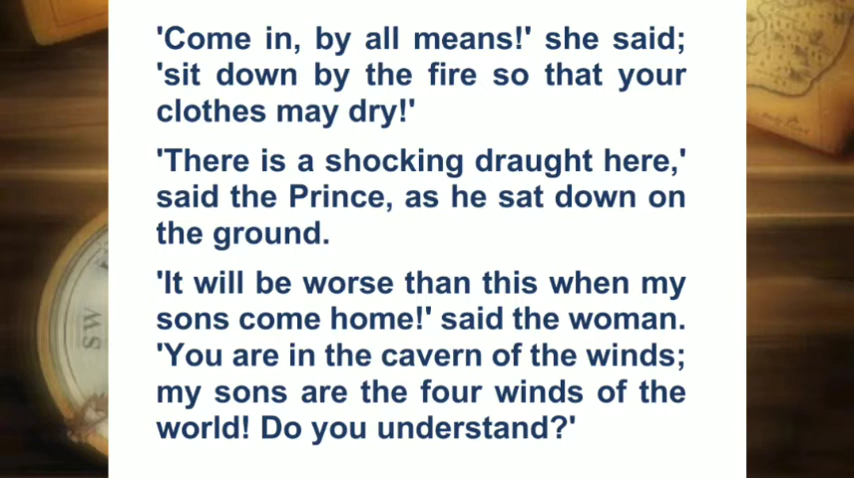 'Come in, by all means!' she said;
'sit down by the fire so that your
clothes may dry!'
'There is a shocking draught here,'
said the Prince, as he sat down on
the ground.
'It will be worse than this when my
sons come home!' said the woman.
'You are in the cavern of the winds;
my sons are the four winds of the
world! Do you understand?'
SW